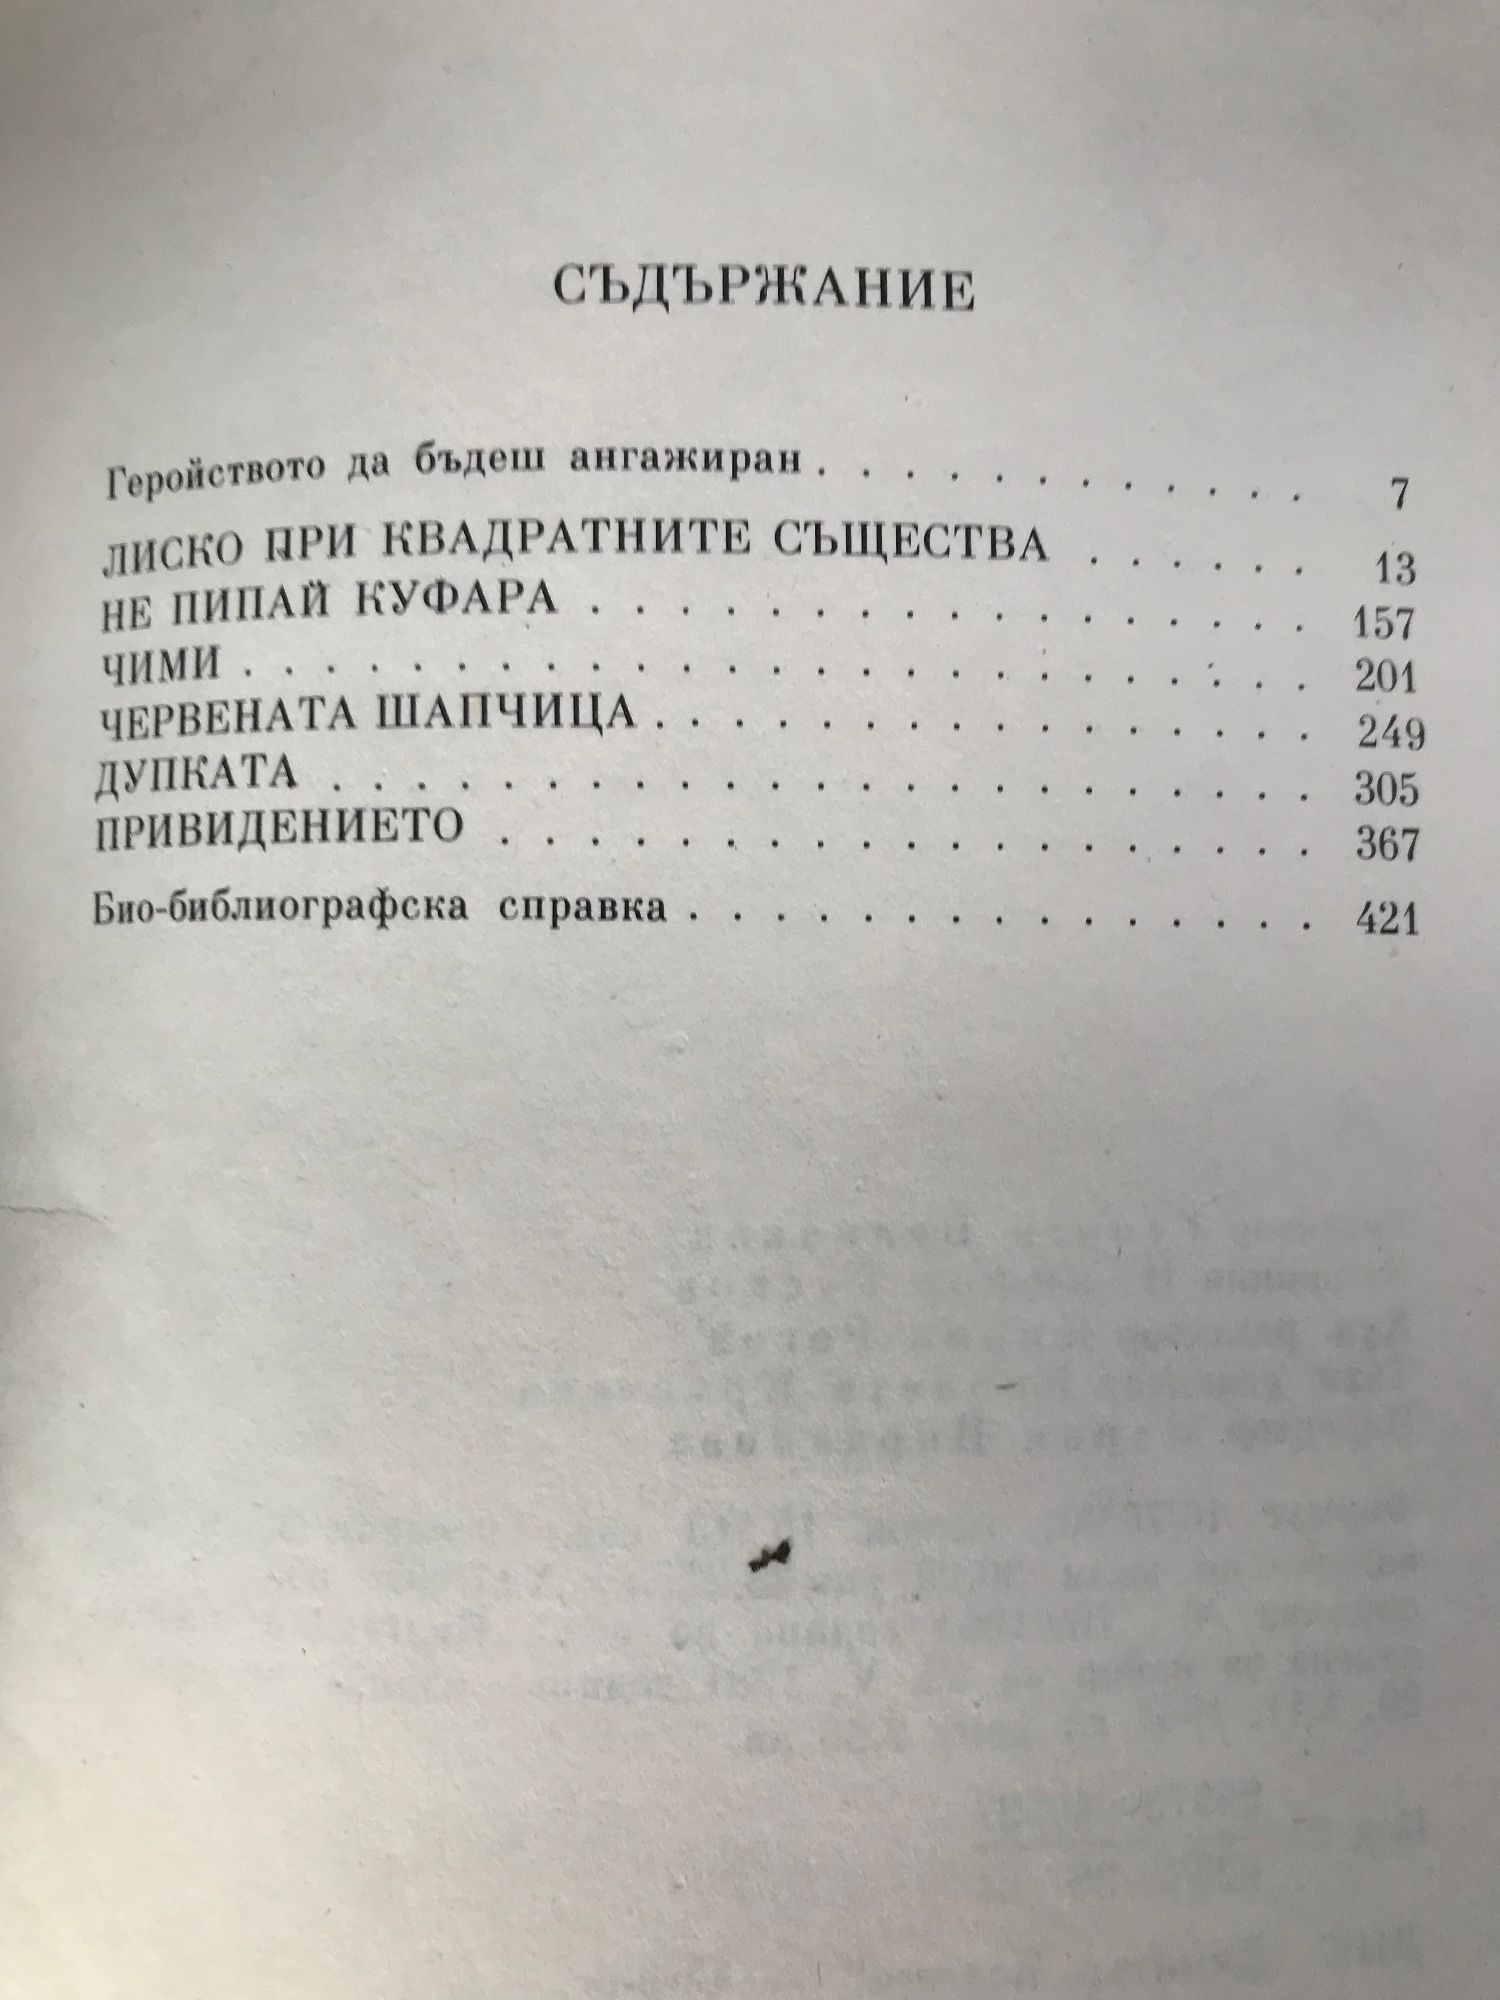 СЪДЪРЖАНИЕ
Геройството да бъдеш ангажиран . . . . . . . . . . . . 7
ЛИСКО ПРИ КВАДРАТНИТЕ СЪЩЕСТВА . . . . . . 13
НЕ ПИПАЙ КУФАРА . . . . . . . . . . . . . . . . . 157
ЧИМИ . . . . . . . . . . . . . . . . . . . . . . . . . 201
ЧЕРВЕНАТА ШАПЧИЦА . . . . . . . . . . . . . . . . 249
ДУПКАТА . . . . . . . . . . . . . . . . . . . . . . . 305
ПРИВИДЕНИЕТО . . . . . . . . . . . . . . . . . . . 367
Био-библиографска справка . . . . . . . . . . . . . . . 421